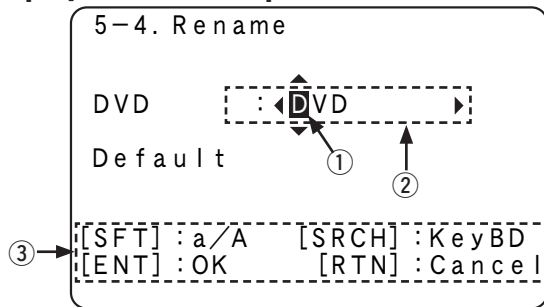 5-4. Rename
DVD : DVD
Default
① ②
③
[SFT] : a/A [SRCH] : KeyBD
[ENT] : OK [RTN] : Cancel